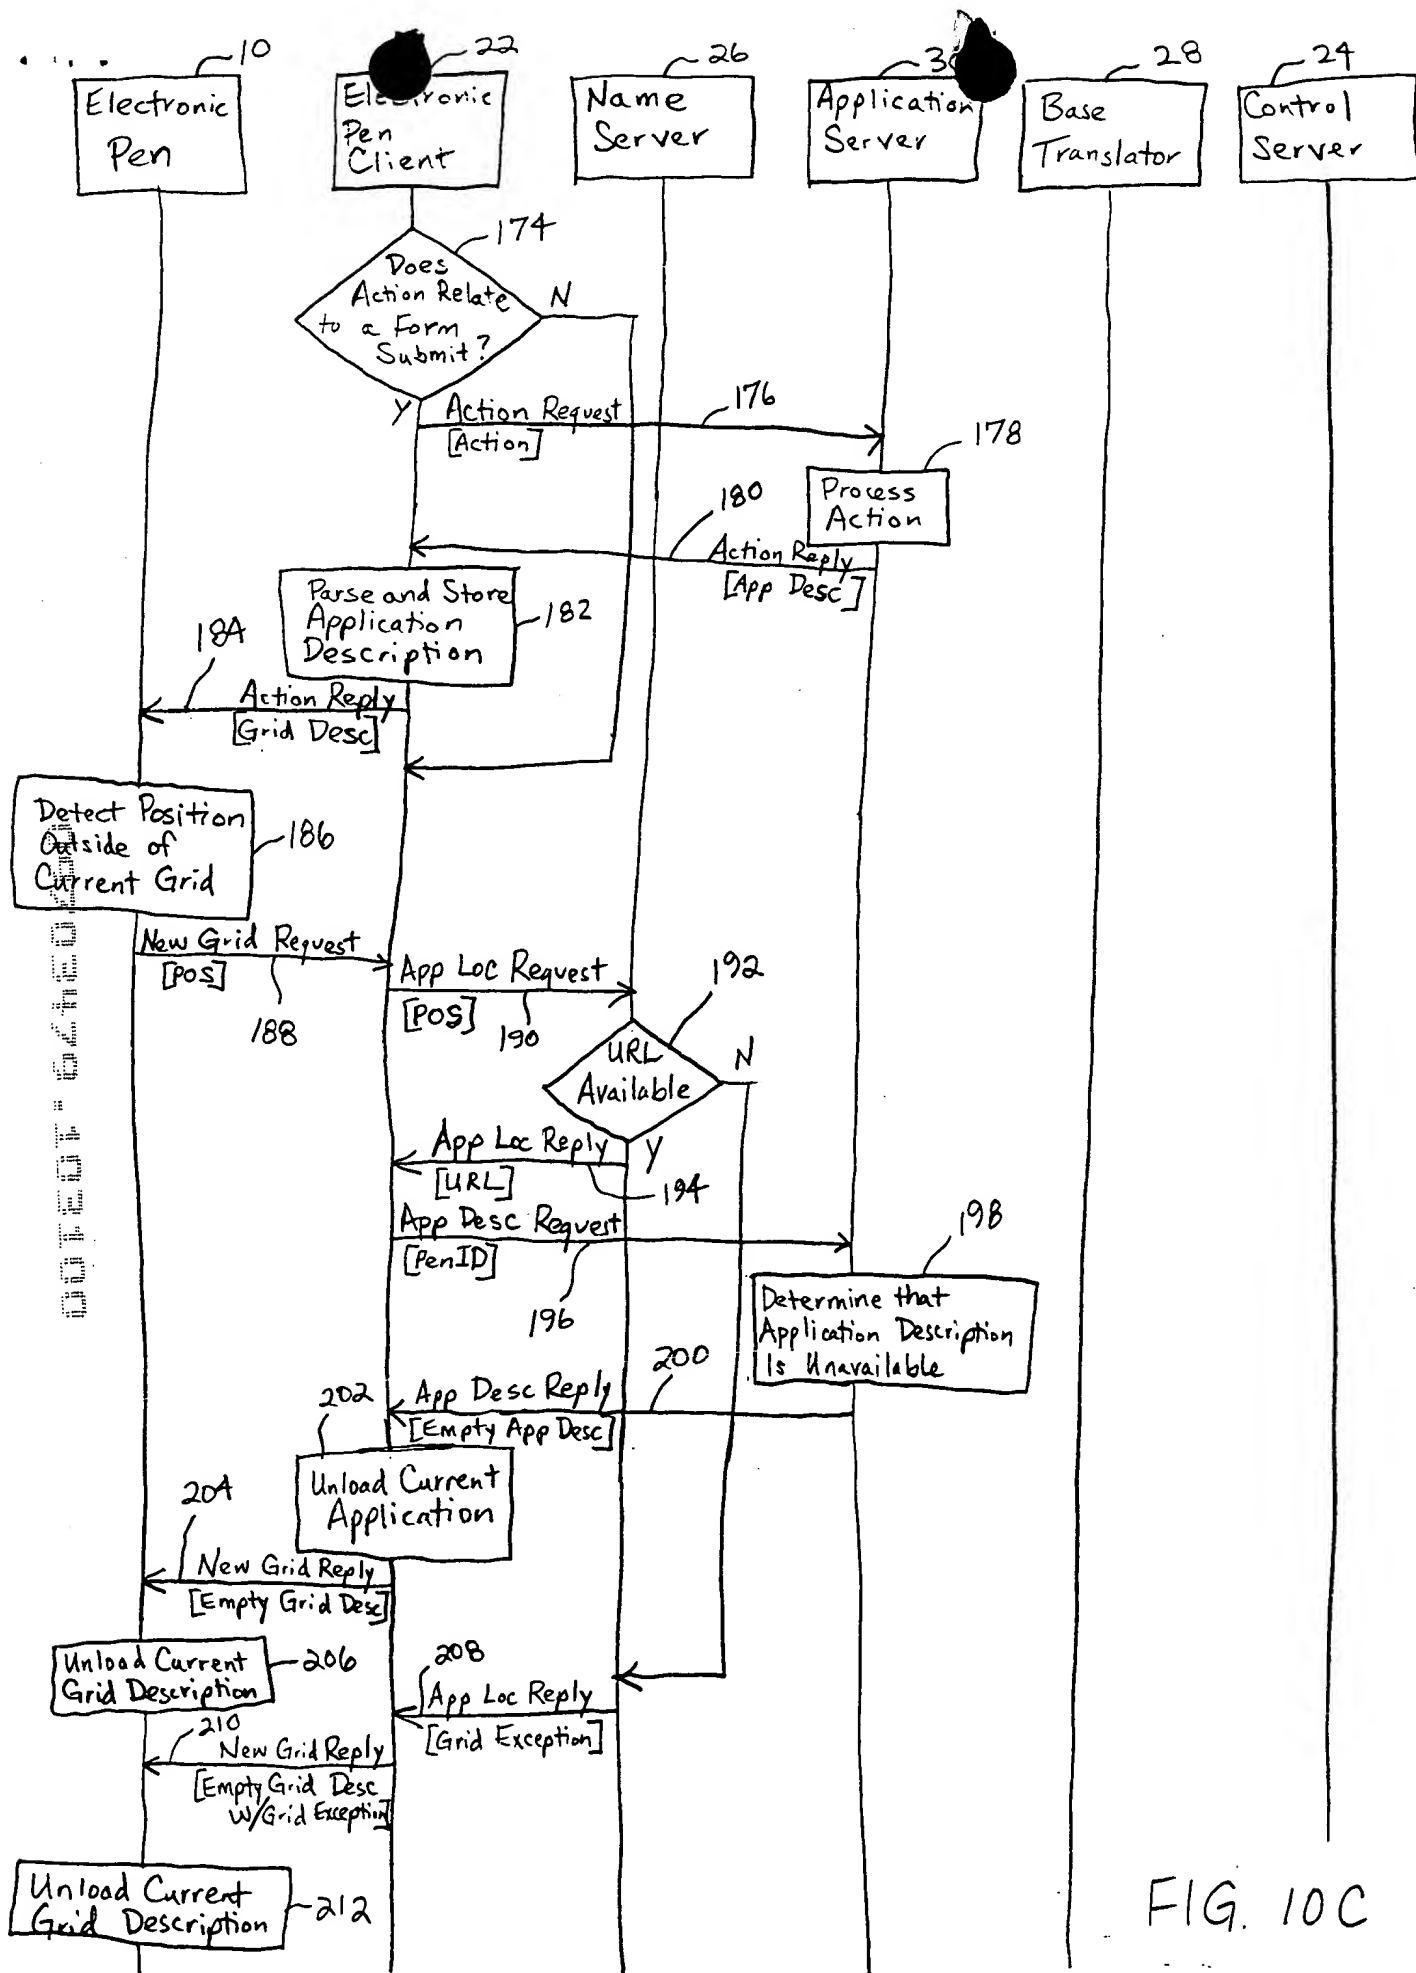 10
22
26
28
24
Electronic
Pen
Electronic
Pen
Client
Name
Server
Application
Server
Base
Translator
Control
Server
174
Does
Action Relate
to a Form
Submit?
N
Y
Action Request
[Action]
176
178
Process
Action
180
Action Reply
[App Desc]
Parse and Store
Application
Description
182
184
Action Reply
[Grid Desc]
Detect Position
Outside of
Current Grid
186
New Grid Request
[POS]
188
App Loc Request
[POS]
190
192
URL
Available
N
Y
App Loc Reply
[URL]
194
App Desc Request
[PenID]
196
198
Determine that
Application Description
Is Unavailable
200
App Desc Reply
[Empty App Desc]
202
Unload Current
Application
204
New Grid Reply
[Empty Grid Desc]
Unload Current
Grid Description
206
208
App Loc Reply
[Grid Exception]
210
New Grid Reply
[Empty Grid Desc
W/Grid Exception]
Unload Current
Grid Description
212
FIG. 10C